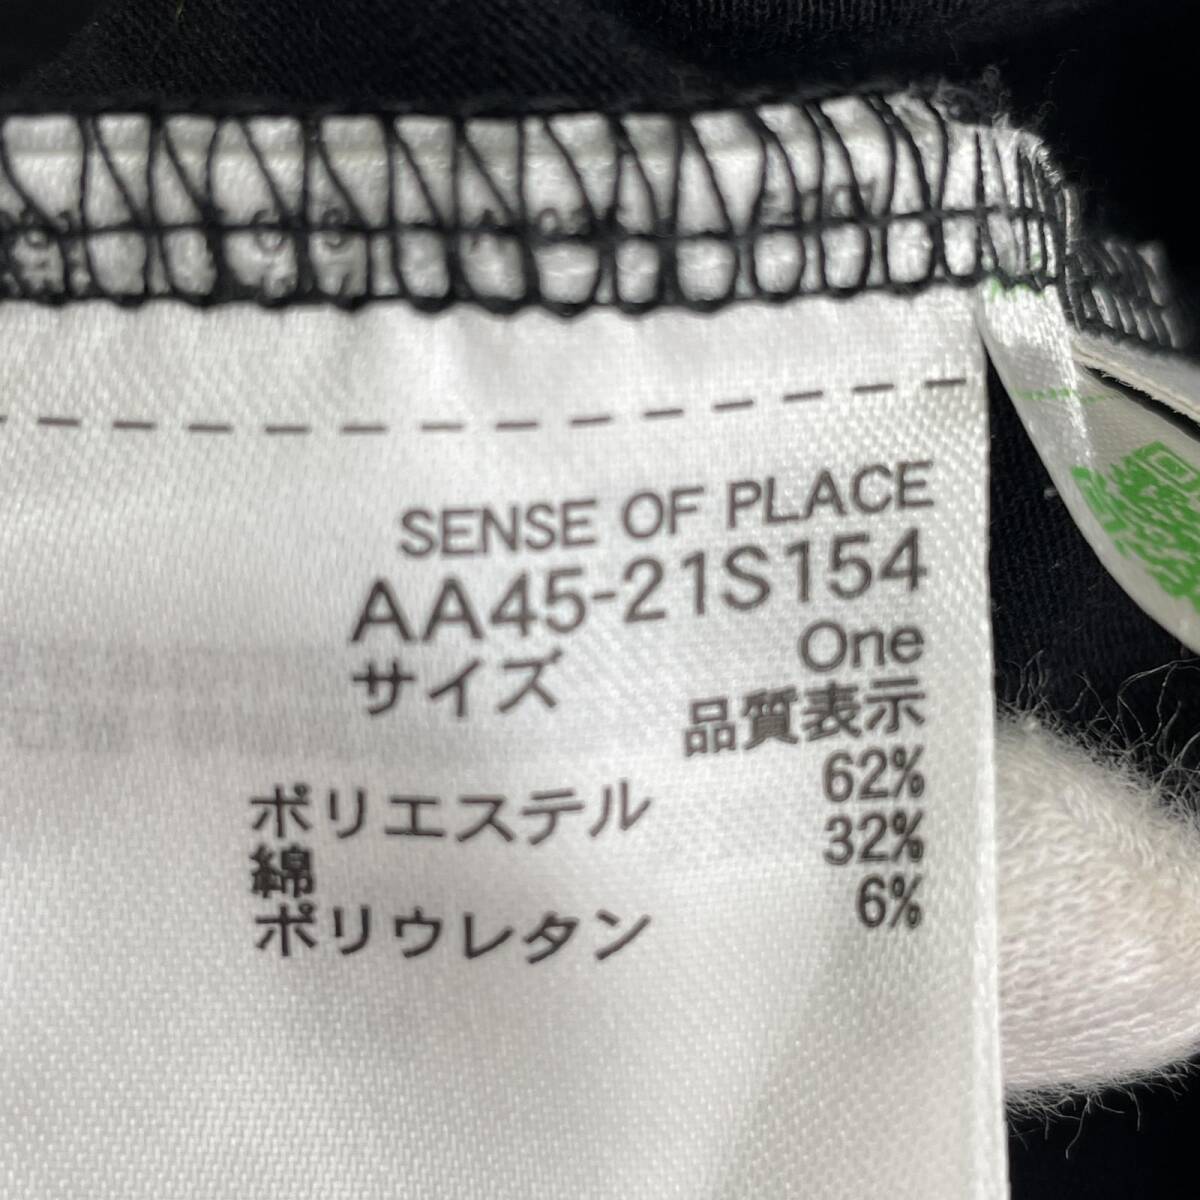 SENSE OF PLACE
AA45-21S154
サイズ One
品質表示
ポリエステル 62%
綿 32%
ポリウレタン 6%